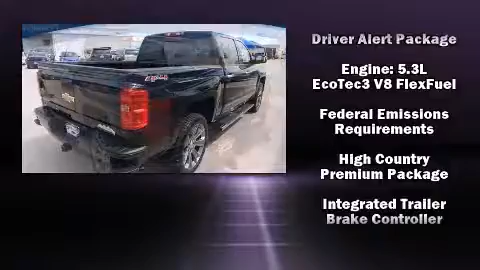 Driver Alert Package
Engine: 5.3L
EcoTec3 V8 FlexFuel
Federal Emissions
Requirements
High Country
Premium Package
Integrated Trailer
Brake Controller